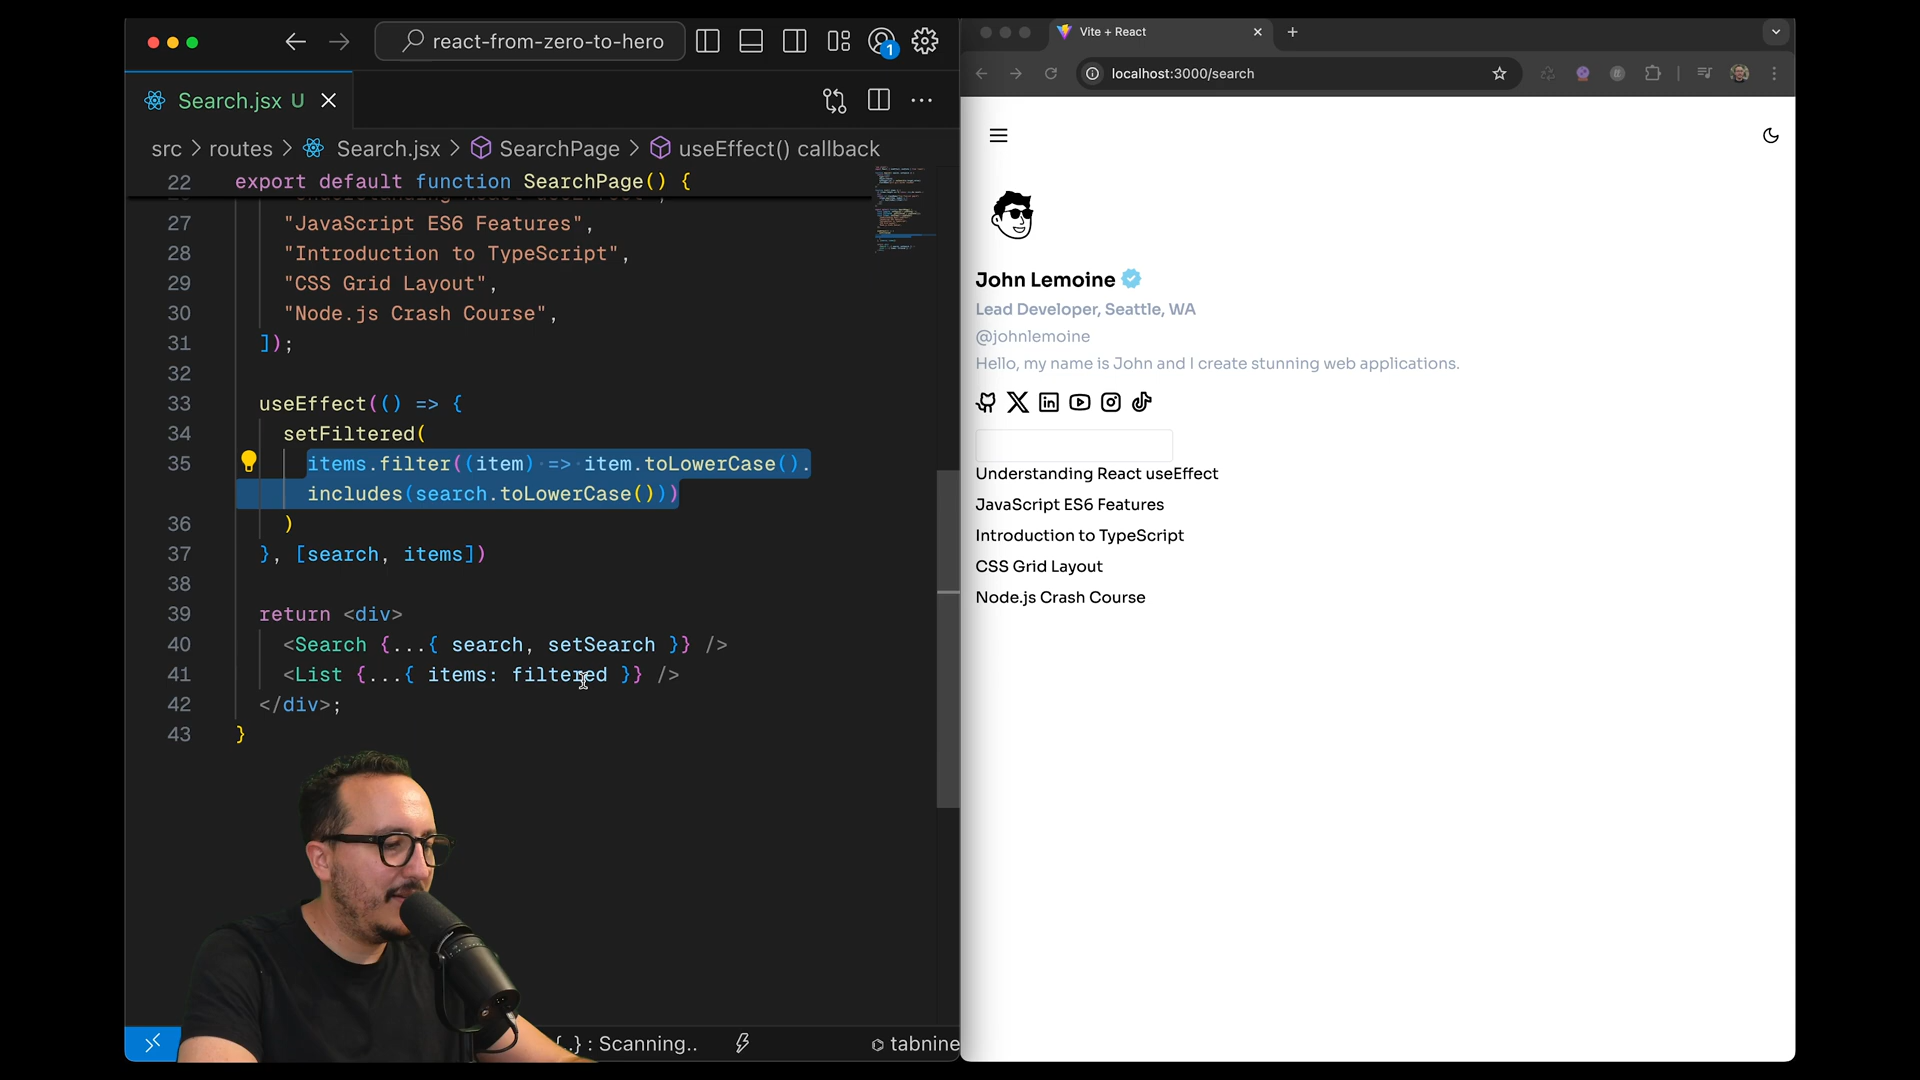 react-from-zero-to-hero
1
Search.jsx U
src > routes > Search.jsx > SearchPage > useEffect() callback
22 export default function SearchPage() {
27 "JavaScript ES6 Features",
28 "Introduction to TypeScript",
29 "CSS Grid Layout",
30 "Node.js Crash Course",
31 ]);
32
33 useEffect(() => {
34 setFiltered(
35 items.filter((item) => item.toLowerCase().
includes(search.toLowerCase()))
36 )
37 }, [search, items])
38
39 return <div>
40 <Search {...{ search, setSearch }} />
41 <List {...{ items: filtered }} />
42 </div>;
43 }
{..} : Scanning..
tabnine
Vite + React
localhost:3000/search
John Lemoine
Lead Developer, Seattle, WA
@johnlemoine
Hello, my name is John and I create stunning web applications.
Understanding React useEffect
JavaScript ES6 Features
Introduction to TypeScript
CSS Grid Layout
Node.js Crash Course